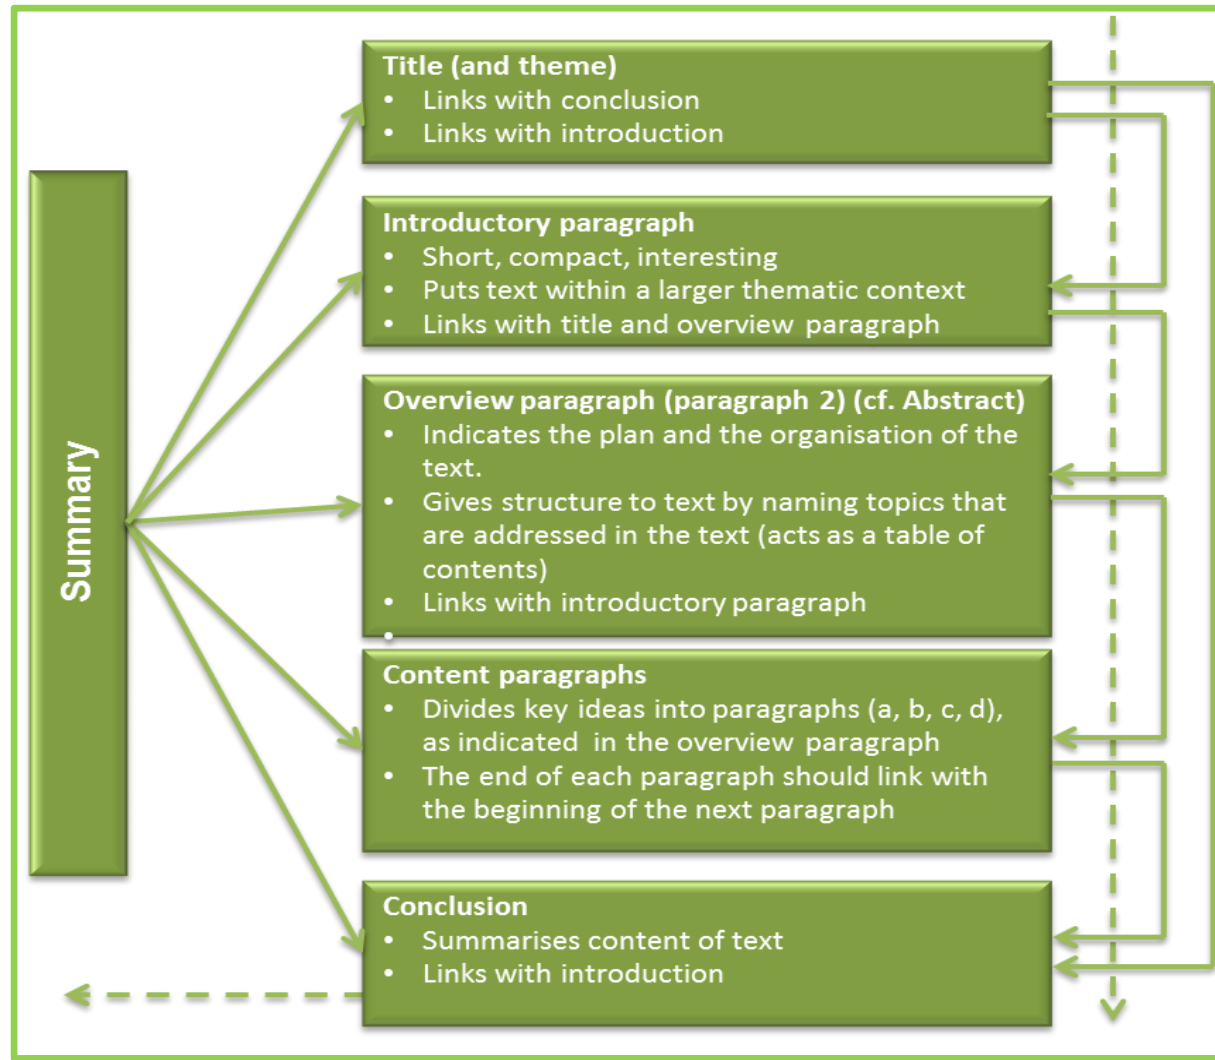 Summary
Title (and theme)
• Links with conclusion
• Links with introduction
Introductory paragraph
• Short, compact, interesting
• Puts text within a larger thematic context
• Links with title and overview paragraph
Overview paragraph (paragraph 2) (cf. Abstract)
• Indicates the plan and the organisation of the
text.
• Gives structure to text by naming topics that
are addressed in the text (acts as a table of
contents)
• Links with introductory paragraph
•
Content paragraphs
• Divides key ideas into paragraphs (a, b, c, d),
as indicated in the overview paragraph
• The end of each paragraph should link with
the beginning of the next paragraph
Conclusion
• Summarises content of text
• Links with introduction